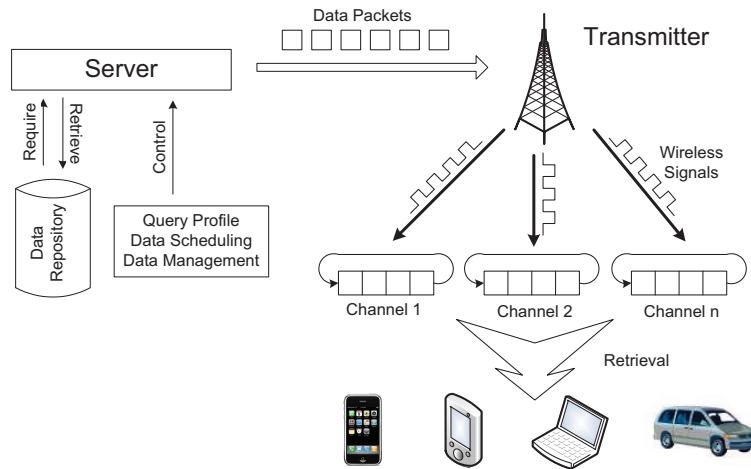 Data Packets
Transmitter
Server
Require
Retrieve
Control
Wireless
Signals
Data
Repository
Query Profile
Data Scheduling
Data Management
Channel 1
Channel 2
Channel n
Retrieval